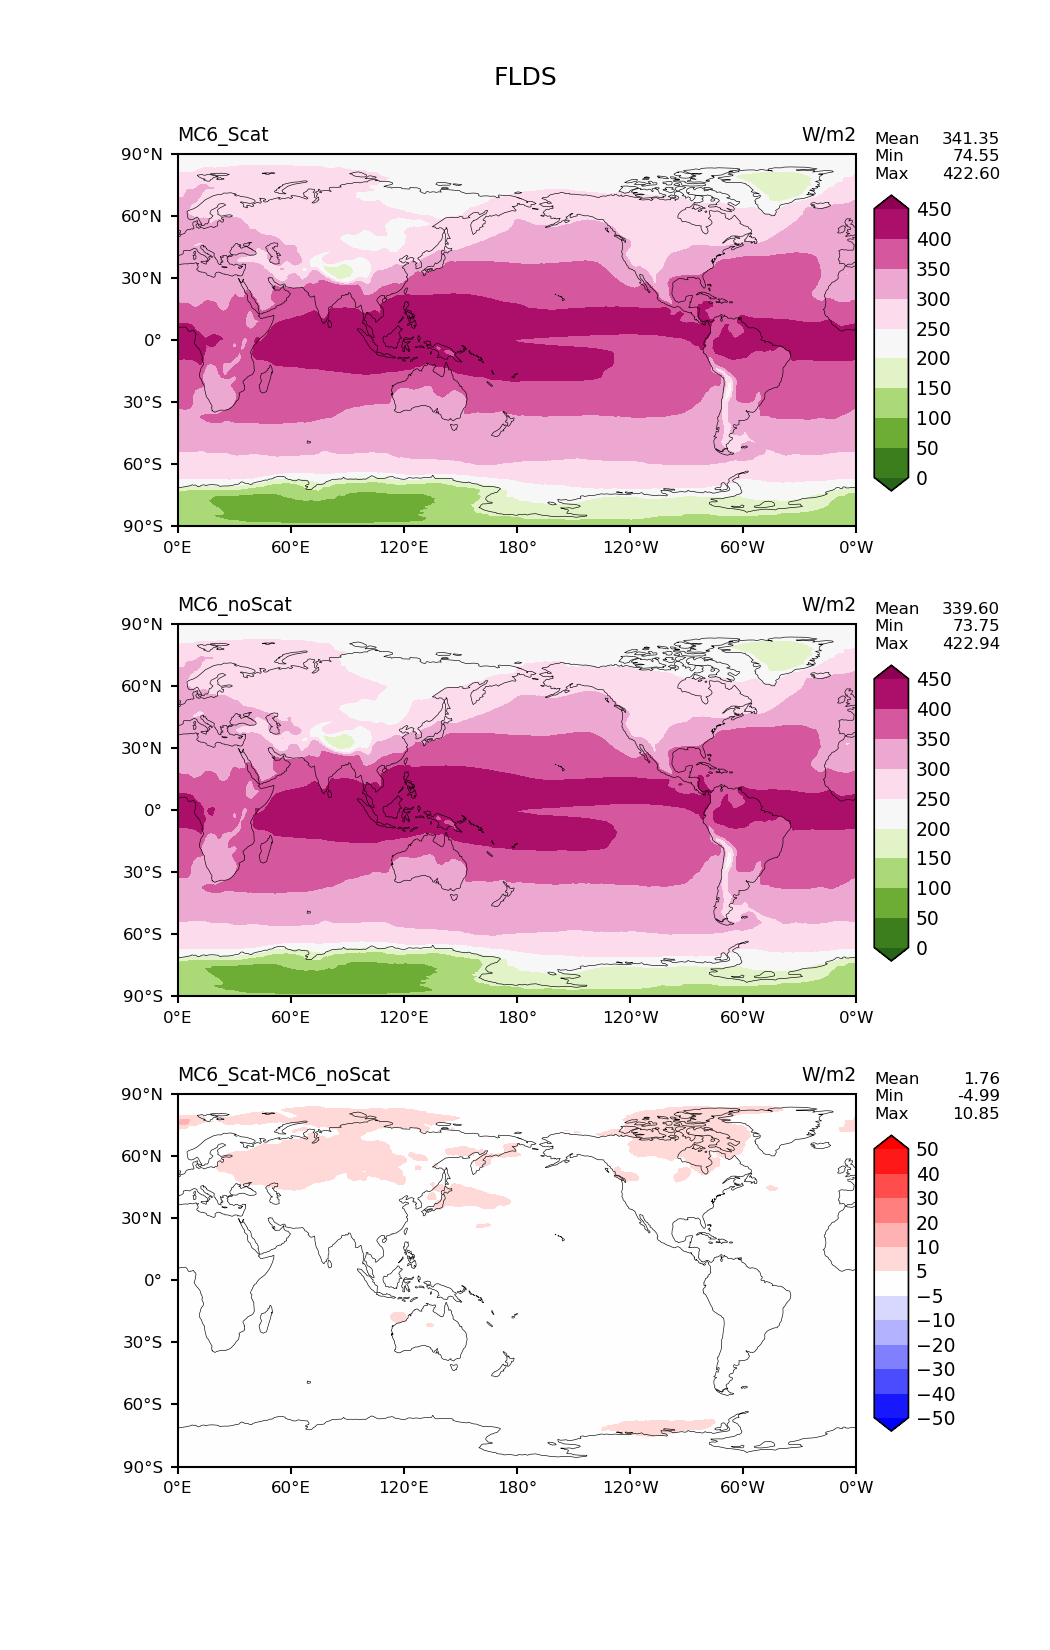 FLDS
MC6_Scat W/m2
Mean 341.35
Min 74.55
Max 422.60
90°N
60°N
30°N
0°
30°S
60°S
90°S
0°E 60°E 120°E 180° 120°W 60°W 0°W
450
400
350
300
250
200
150
100
50
0
MC6_noScat W/m2
Mean 339.60
Min 73.75
Max 422.94
90°N
60°N
30°N
0°
30°S
60°S
90°S
0°E 60°E 120°E 180° 120°W 60°W 0°W
450
400
350
300
250
200
150
100
50
0
MC6_Scat-MC6_noScat W/m2
Mean 1.76
Min -4.99
Max 10.85
90°N
60°N
30°N
0°
30°S
60°S
90°S
0°E 60°E 120°E 180° 120°W 60°W 0°W
50
40
30
20
10
5
−5
−10
−20
−30
−40
−50